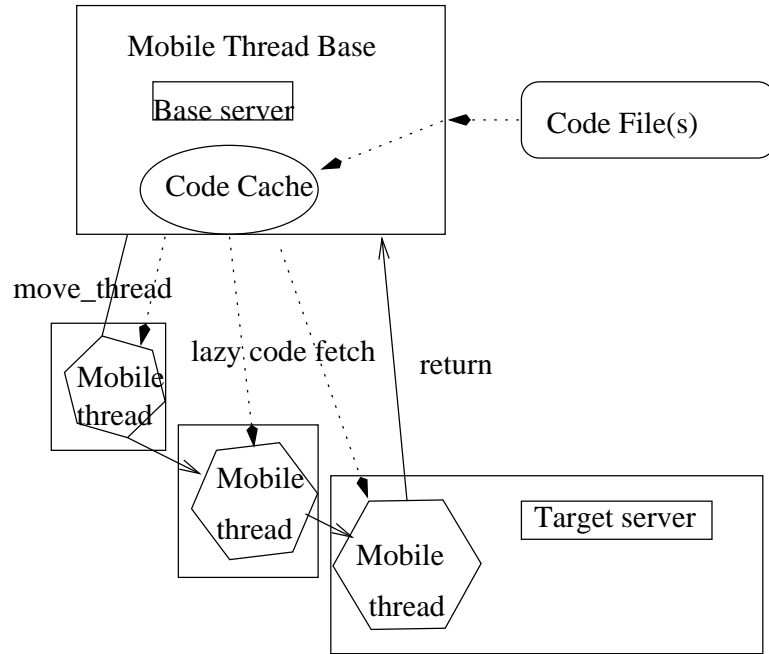 Mobile Thread Base
Base server
Code File(s)
Code Cache
move_thread
lazy code fetch
return
Mobile
thread
Mobile
thread
Target server
Mobile
thread